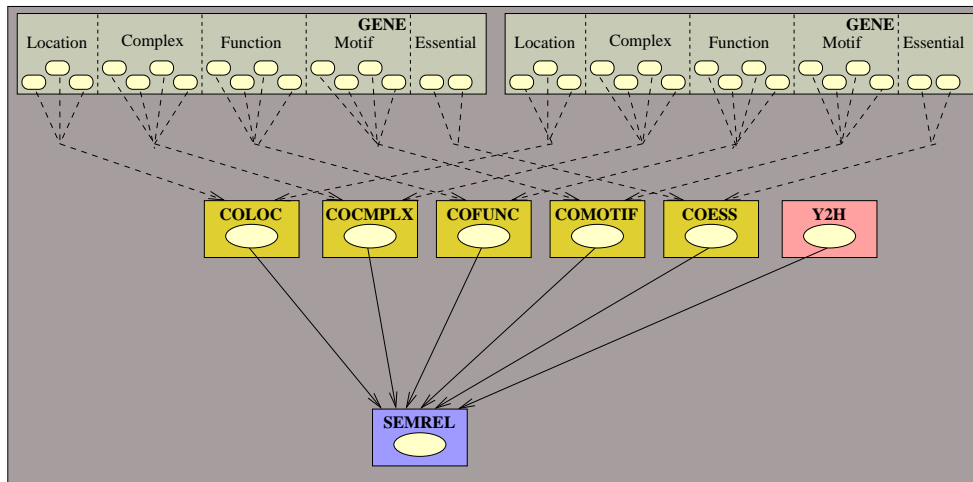 GENE GENE
Location Complex Function Motif Essential Location Complex Function Motif Essential
COLOC COCMPLX COFUNC COMOTIF COESS Y2H
SEMREL